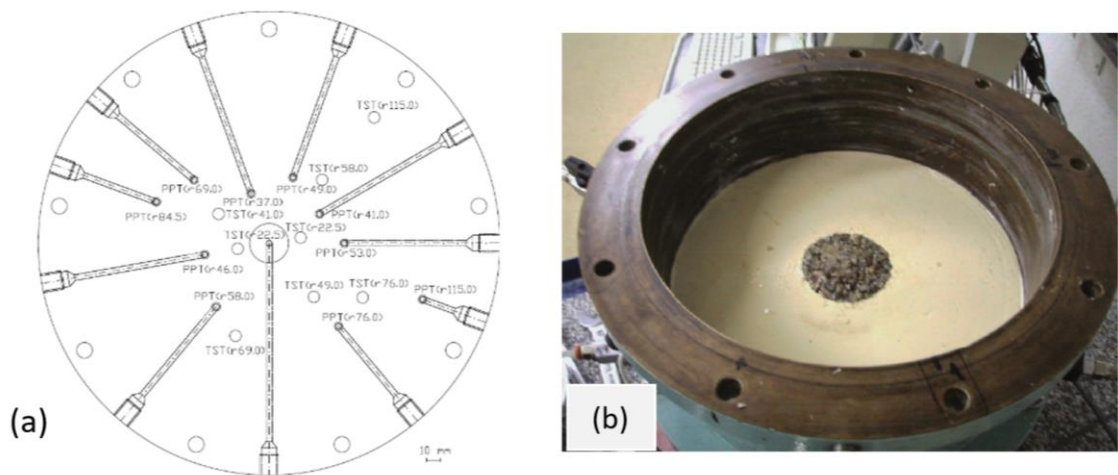 TST(r115.0)
TST(r58.0)
PPT(r69.0)
PPT(r49.0)
PPT(r37.0)
PPT(r84.5)
TST(r41.0)
PPT(r41.0)
TST(r22.5)
TST(r22.5)
PPT(r53.0)
PPT(r46.0)
TST(r49.0)
TST(r76.0)
PPT(r115.0)
PPT(r58.0)
PPT(r76.0)
TST(r69.0)
10 mm
(a)
(b)